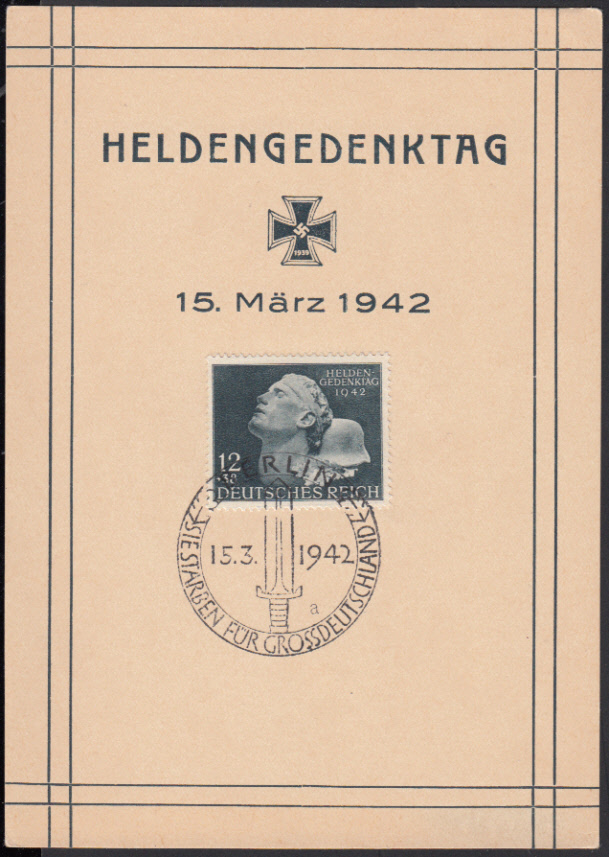 HELDENGEDENKTAG
1939
15. März 1942
HELDEN-
GEDENKTAG
1942
12
+38
DEUTSCHES REICH
BERLIN
15.3. 1942
a
SIE STARBEN FÜR GROSSDEUTSCHLAND